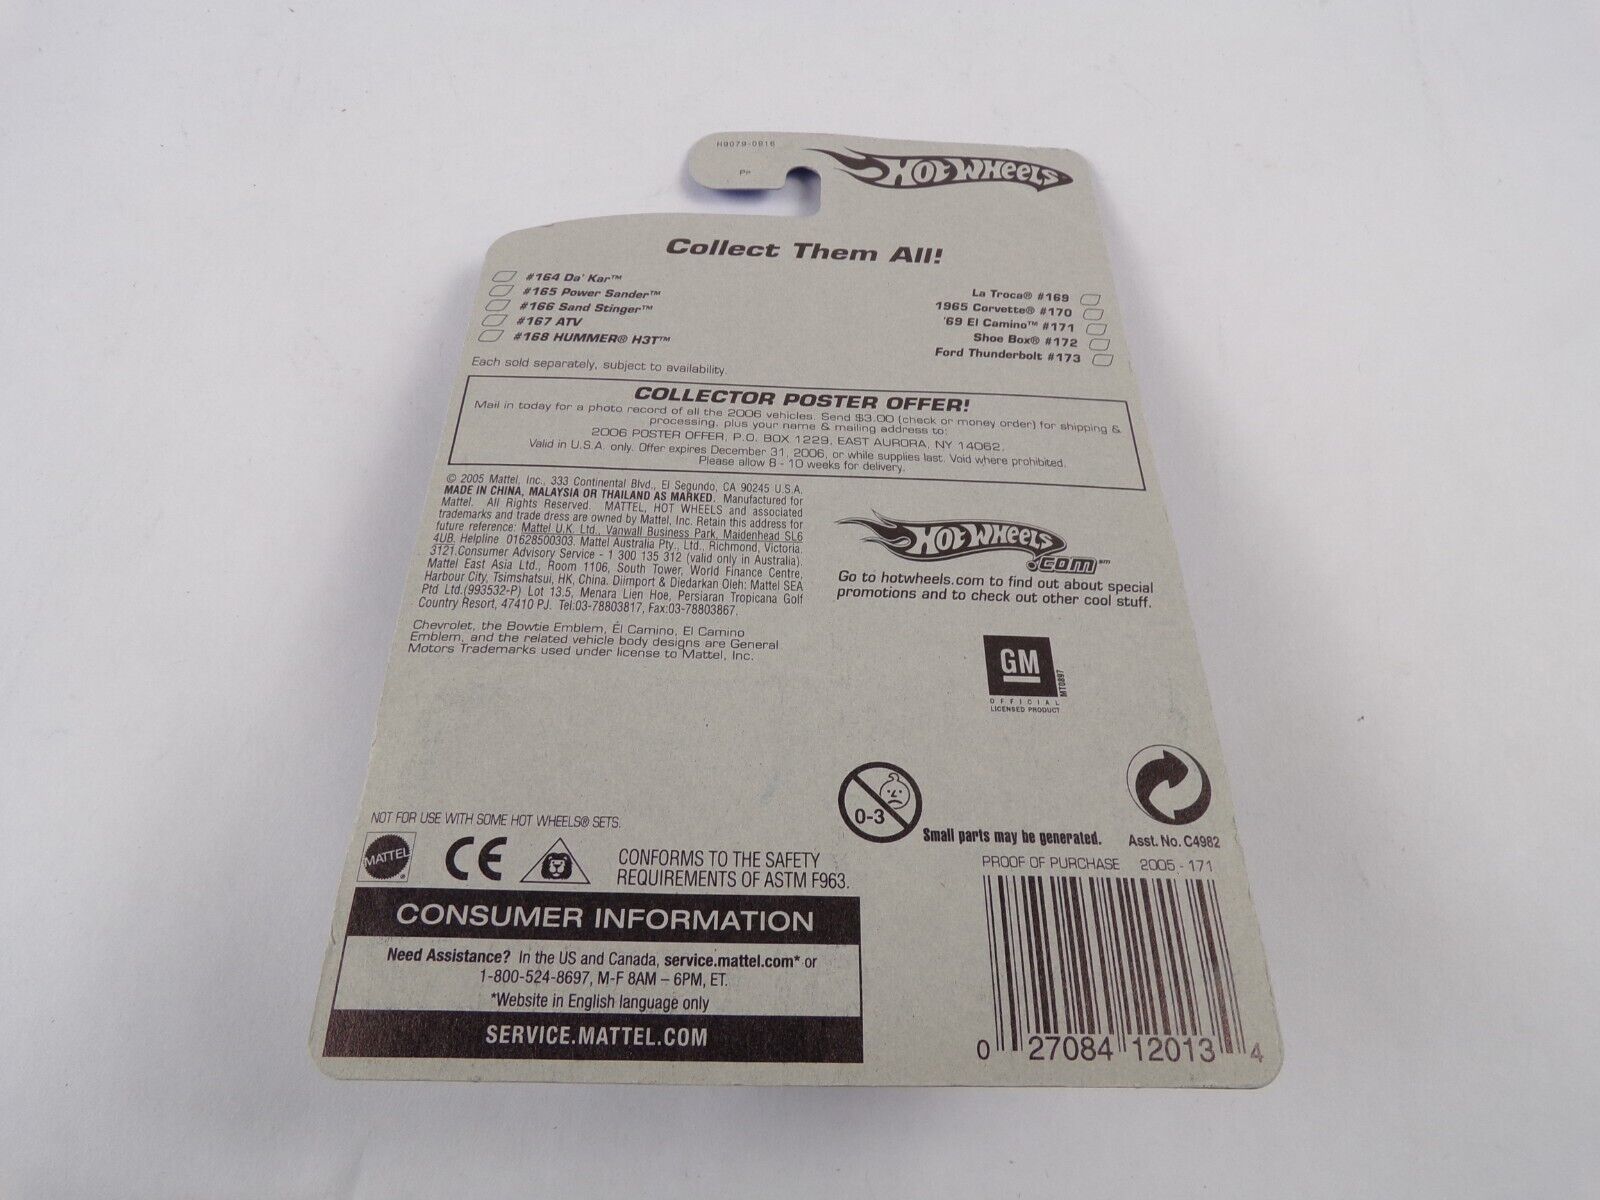 H9079-0916
Pr
HOT WHEELS
Collect Them All!
#164 Da' Kar™
#165 Power Sander™
#166 Sand Stinger™
#167 ATV
#168 HUMMER® H3T™
La Troca® #169
1965 Corvette® #170
'69 El Camino™ #171
Shoe Box® #172
Ford Thunderbolt #173
Each sold separately, subject to availability.
COLLECTOR POSTER OFFER!
Mail in today for a photo record of all the 2006 vehicles. Send $3.00 (check or money order) for shipping &
processing, plus your name & mailing address to:
2006 POSTER OFFER, P.O. BOX 1229, EAST AURORA, NY 14052.
Valid in U.S.A. only. Offer expires December 31, 2006, or while supplies last. Void where prohibited.
Please allow 8 - 10 weeks for delivery.
© 2005 Mattel, Inc., 333 Continental Blvd., El Segundo, CA 90245 U.S.A.
MADE IN CHINA, MALAYSIA OR THAILAND AS MARKED. Manufactured for
Mattel. All Rights Reserved. MATTEL, HOT WHEELS and associated
trademarks and trade dress are owned by Mattel, Inc. Retain this address for
future reference: Mattel U.K. Ltd., Vanwall Business Park, Maidenhead SL6
4UB. Helpline 01628500303. Mattel Australia Pty., Ltd., Richmond, Victoria.
3121.Consumer Advisory Service - 1 300 135 312 (valid only in Australia).
Mattel East Asia Ltd., Room 1106, South Tower, World Finance Centre,
Harbour City, Tsimshatsui, HK, China. Diimport & Diedarkan Oleh: Mattel SEA
Ptd Ltd.(993532-P) Lot 13.5, Menara Lien Hoe, Persiaran Tropicana Golf
Country Resort, 47410 PJ. Tel:03-78803817, Fax:03-78803867.
Chevrolet, the Bowtie Emblem, El Camino, El Camino
Emblem, and the related vehicle body designs are General
Motors Trademarks used under license to Mattel, Inc.
HOT WHEELS
.COM℠
Go to hotwheels.com to find out about special
promotions and to check out other cool stuff.
GM
MT0897
OFFICIAL
LICENSED PRODUCT
0-3
Small parts may be generated.
Asst. No. C4982
NOT FOR USE WITH SOME HOT WHEELS® SETS.
MATTEL
CE
CONFORMS TO THE SAFETY
REQUIREMENTS OF ASTM F963.
PROOF OF PURCHASE 2005 - 171
CONSUMER INFORMATION
Need Assistance? In the US and Canada, service.mattel.com* or
1-800-524-8697, M-F 8AM – 6PM, ET.
*Website in English language only
SERVICE.MATTEL.COM
0 27084 12013 4